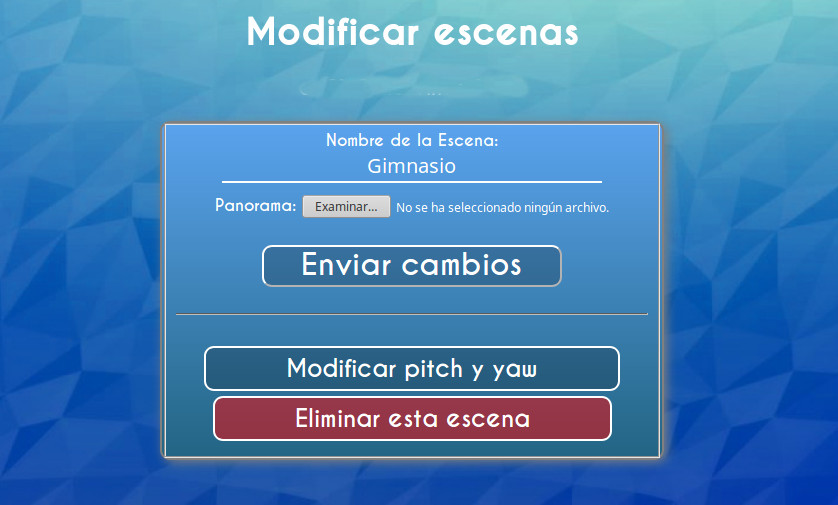 Modificar escenas
Nombre de la Escena:
Gimnasio
Panorama: Examinar... No se ha seleccionado ningún archivo.
Enviar cambios
Modificar pitch y yaw
Eliminar esta escena